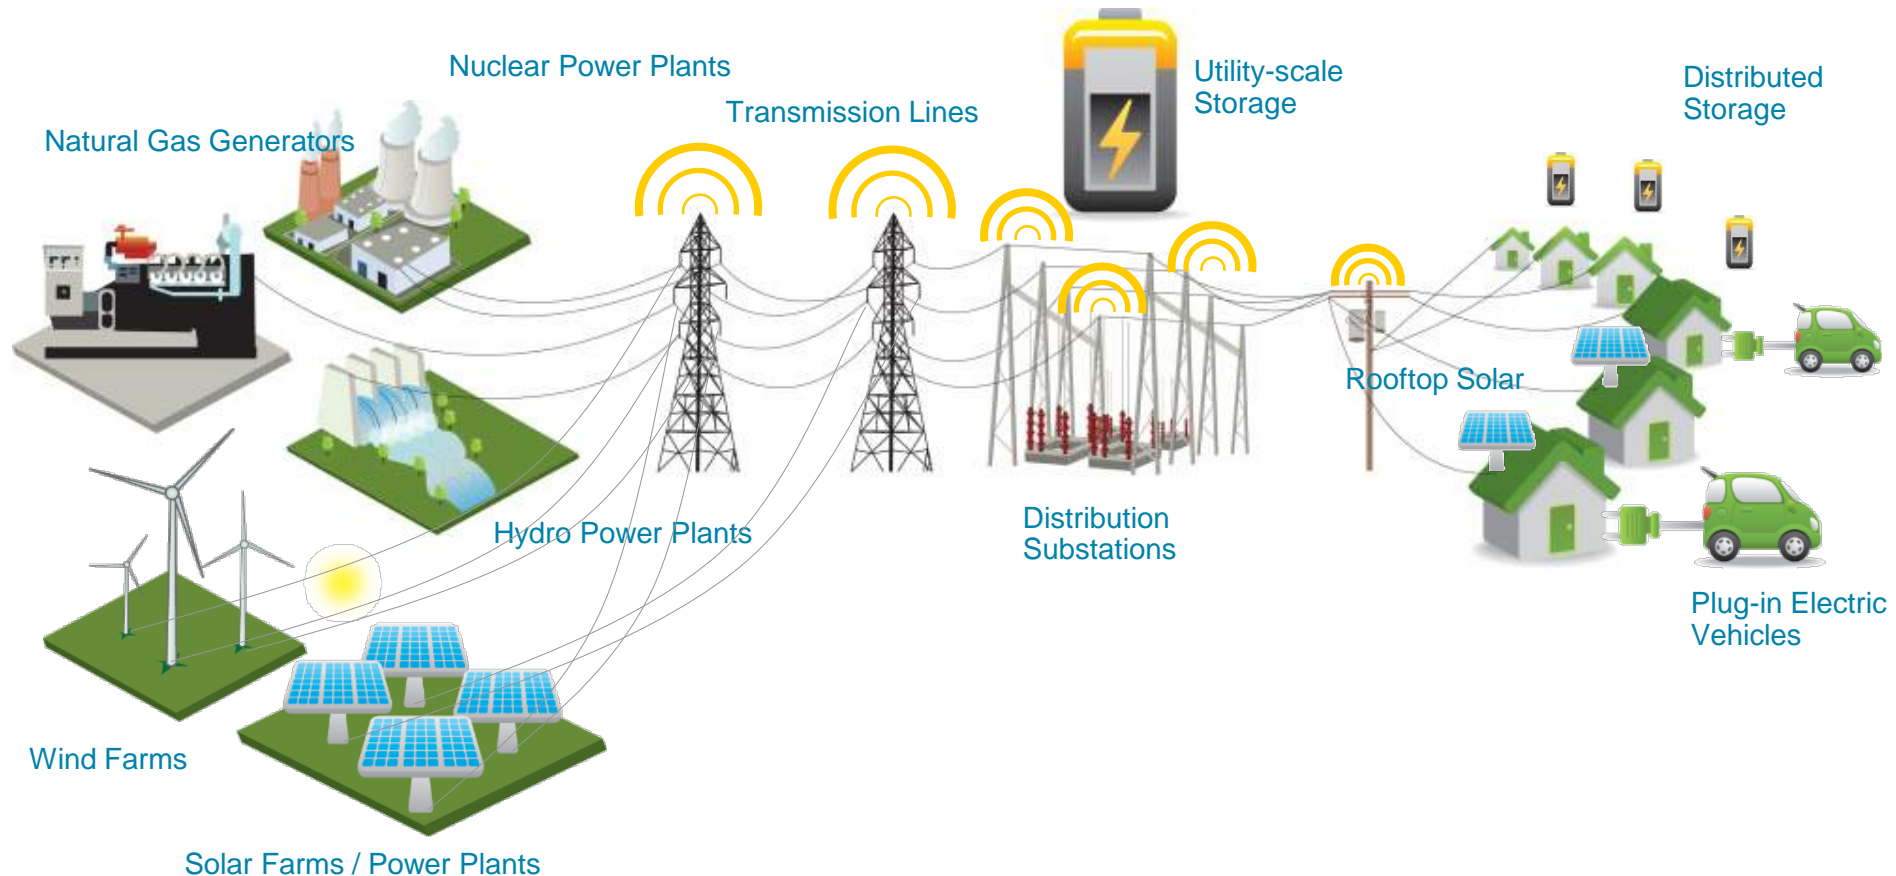 Nuclear Power Plants
Utility-scale
Storage
Distributed
Storage
Transmission Lines
Natural Gas Generators
Rooftop Solar
Hydro Power Plants
Distribution
Substations
Plug-in Electric
Vehicles
Wind Farms
Solar Farms / Power Plants